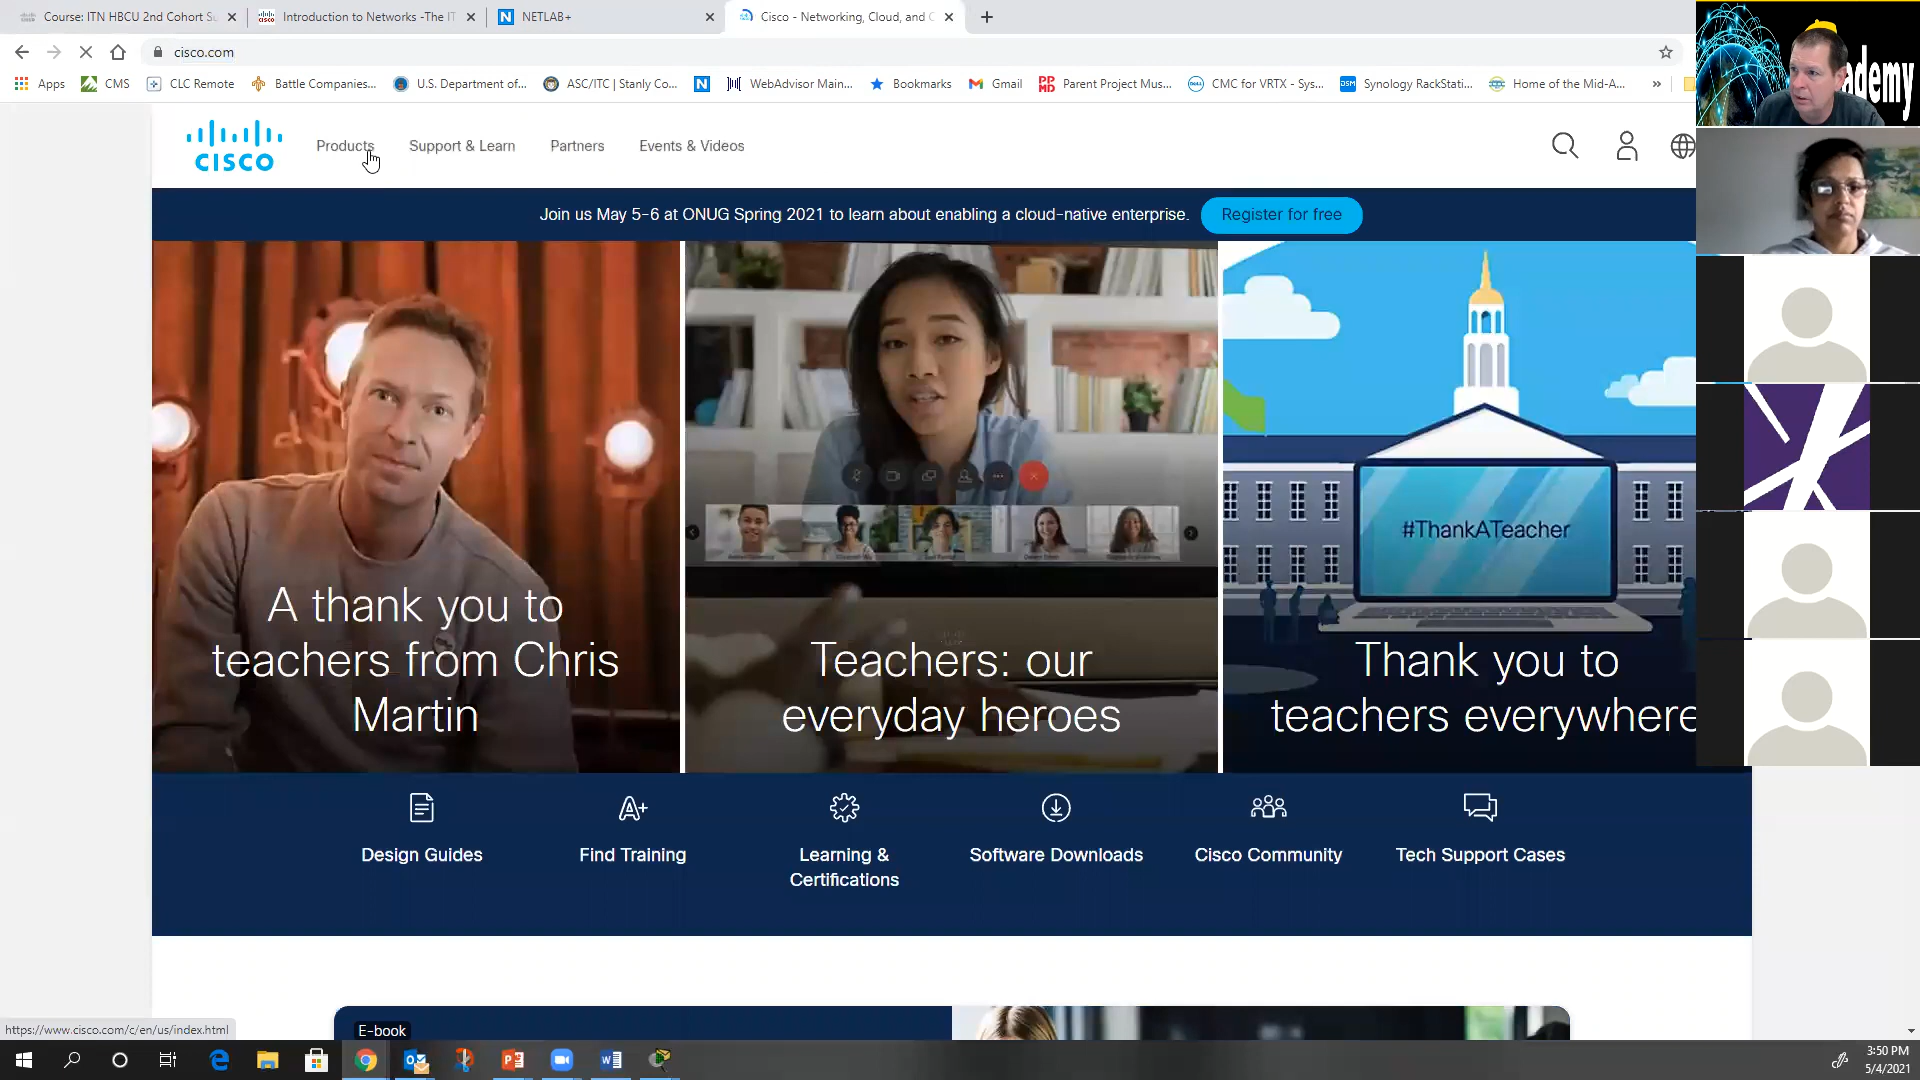 Course: ITN HBCU 2nd Cohort Su
Introduction to Networks -The IT
NETLAB+
Cisco - Networking, Cloud, and C
cisco.com
Apps
CMS
CLC Remote
Battle Companies...
U.S. Department of...
ASC/ITC | Stanly Co...
WebAdvisor Main...
Bookmarks
Gmail
Parent Project Mus...
CMC for VRTX - Sys...
Synology RackStati...
Home of the Mid-A...
ademy
CISCO
Products
Support & Learn
Partners
Events & Videos
Join us May 5-6 at ONUG Spring 2021 to learn about enabling a cloud-native enterprise.
Register for free
#ThankATeacher
A thank you to
teachers from Chris
Martin
Teachers: our
everyday heroes
Thank you to
teachers everywhere
Design Guides
Find Training
Learning &
Certifications
Software Downloads
Cisco Community
Tech Support Cases
E-book
https://www.cisco.com/c/en/us/index.html
3:50 PM
5/4/2021